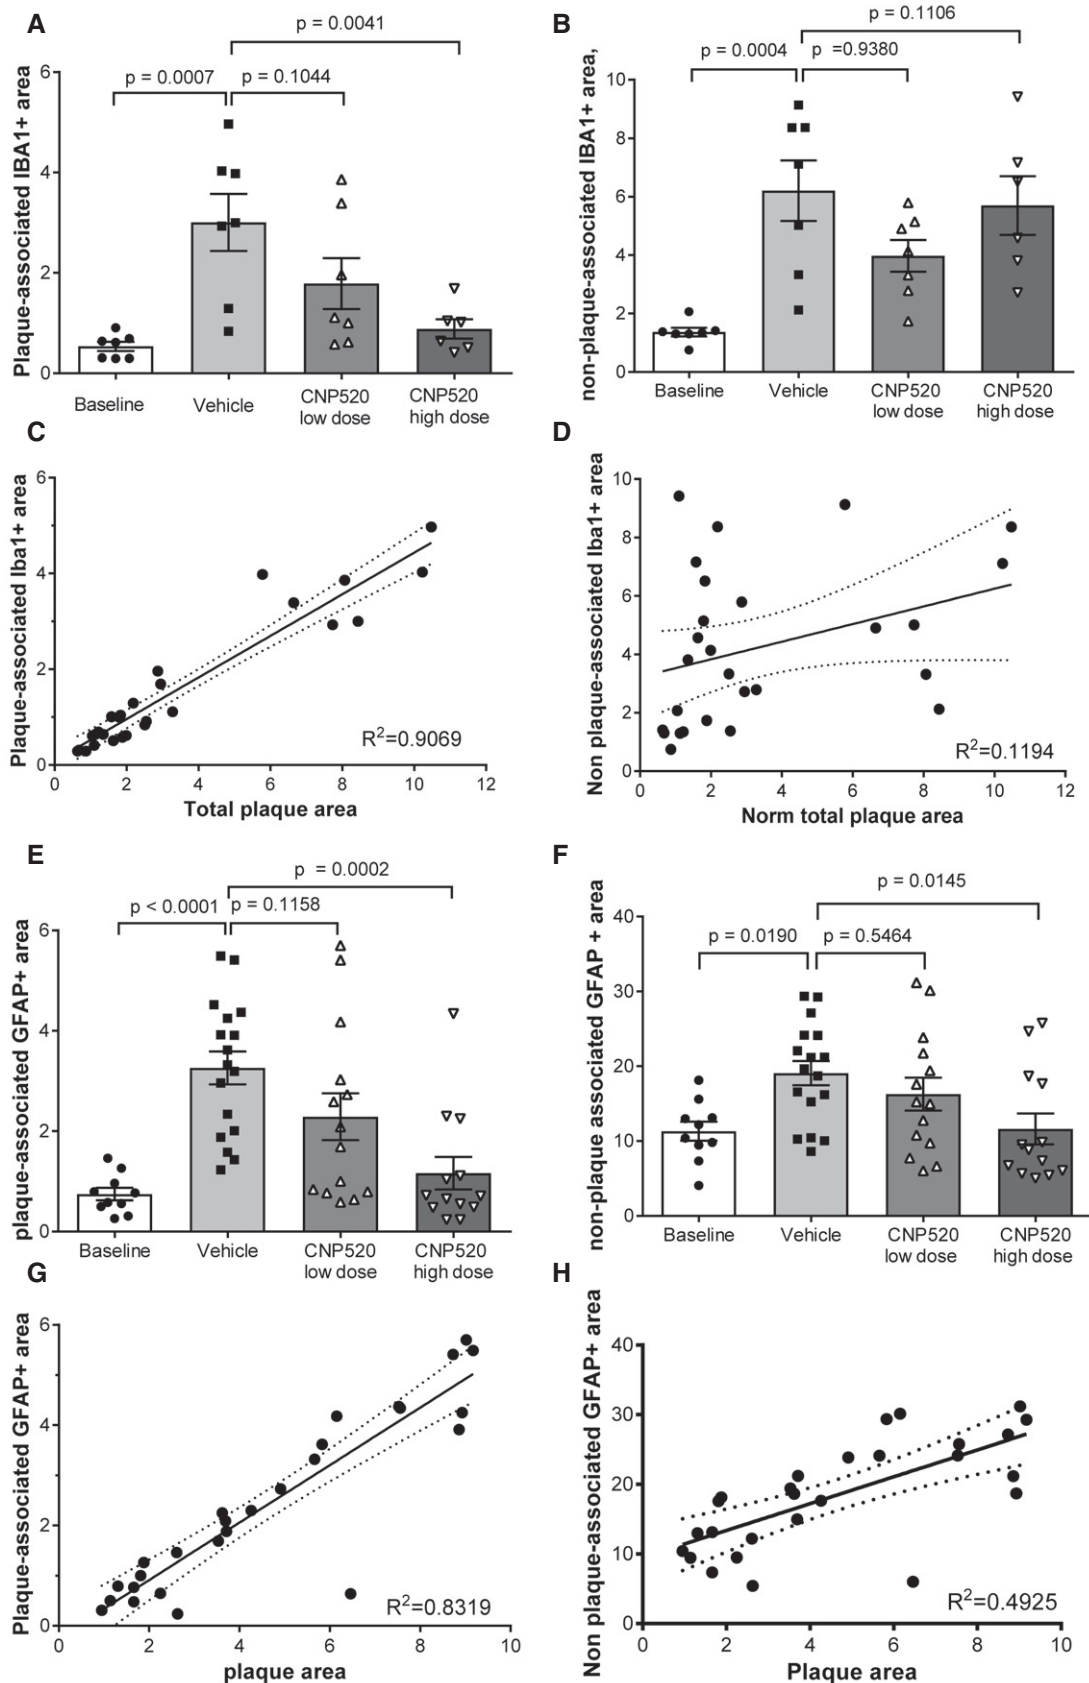 A
p = 0.0041
p = 0.0007
p = 0.1044
Plaque-associated IBA1+ area
6
4
2
0
Baseline
Vehicle
CNP520
low dose
CNP520
high dose
B
p = 0.1106
p = 0.0004
p =0.9380
non-plaque-associated IBA1+ area,
10
8
6
4
2
0
Baseline
Vehicle
CNP520
low dose
CNP520
high dose
C
Plaque-associated Iba1+ area
6
4
2
0
R²=0.9069
0 2 4 6 8 10 12
Total plaque area
D
Non plaque-associated Iba1+ area
10
8
6
4
2
0
R²=0.1194
0 2 4 6 8 10 12
Norm total plaque area
E
p = 0.0002
p < 0.0001
p = 0.1158
plaque-associated GFAP+ area
6
4
2
0
Baseline
Vehicle
CNP520
low dose
CNP520
high dose
F
p = 0.0145
p = 0.0190
p = 0.5464
non-plaque associated GFAP + area
40
30
20
10
0
Baseline
Vehicle
CNP520
low dose
CNP520
high dose
G
Plaque-associated GFAP+ area
6
4
2
0
R²=0.8319
0 2 4 6 8 10
plaque area
H
Non plaque-associated GFAP+ area
40
30
20
10
0
R²=0.4925
0 2 4 6 8 10
Plaque area